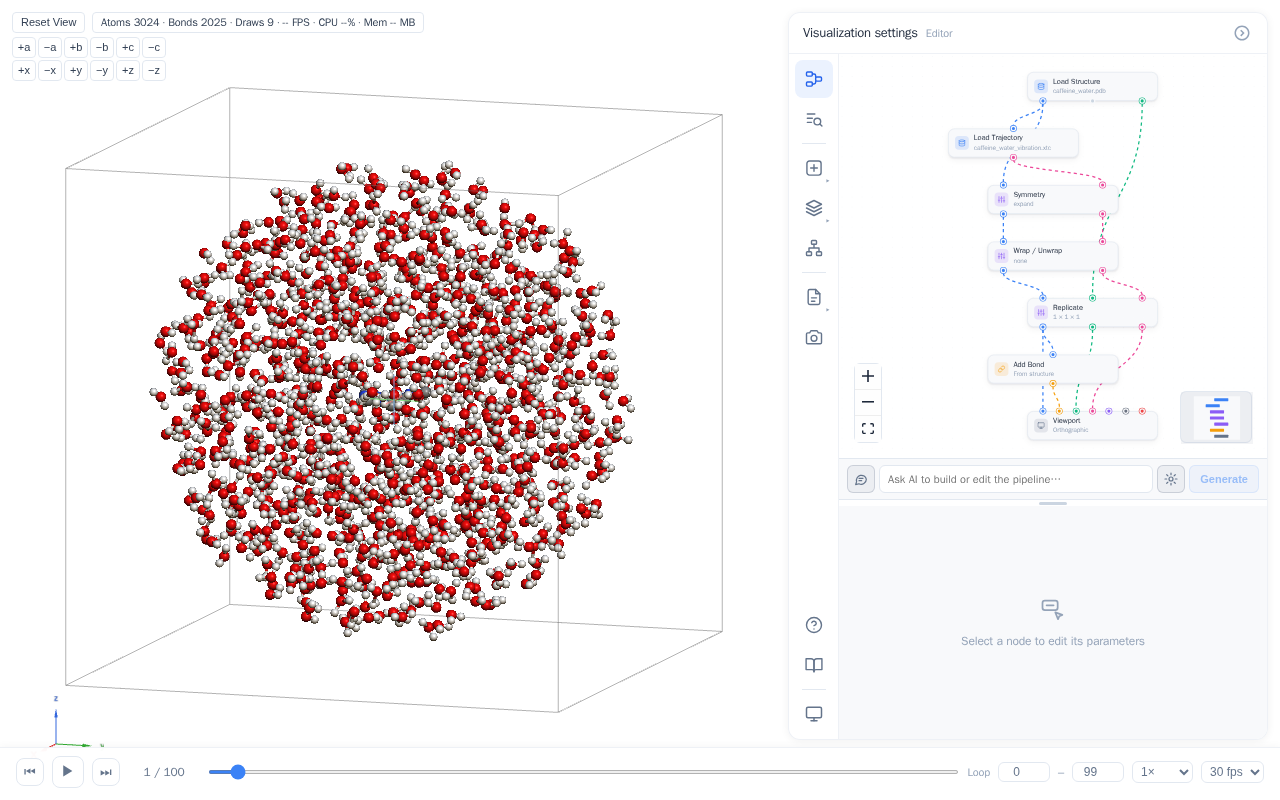 Reset View
Atoms 3024 · Bonds 2025 · Draws 9 · -- FPS · CPU --% · Mem -- MB
+a −a +b −b +c −c
+x −x +y −y +z −z
z
y
Visualization settings Editor
Load Structure
caffeine_water.pdb
Load Trajectory
caffeine_water_vibration.xtc
Symmetry
expand
Wrap / Unwrap
none
Replicate
1 × 1 × 1
Add Bond
From structure
Viewport
Orthographic
Ask AI to build or edit the pipeline···
Generate
Select a node to edit its parameters
1 / 100
Loop 0 – 99 1× 30 fps